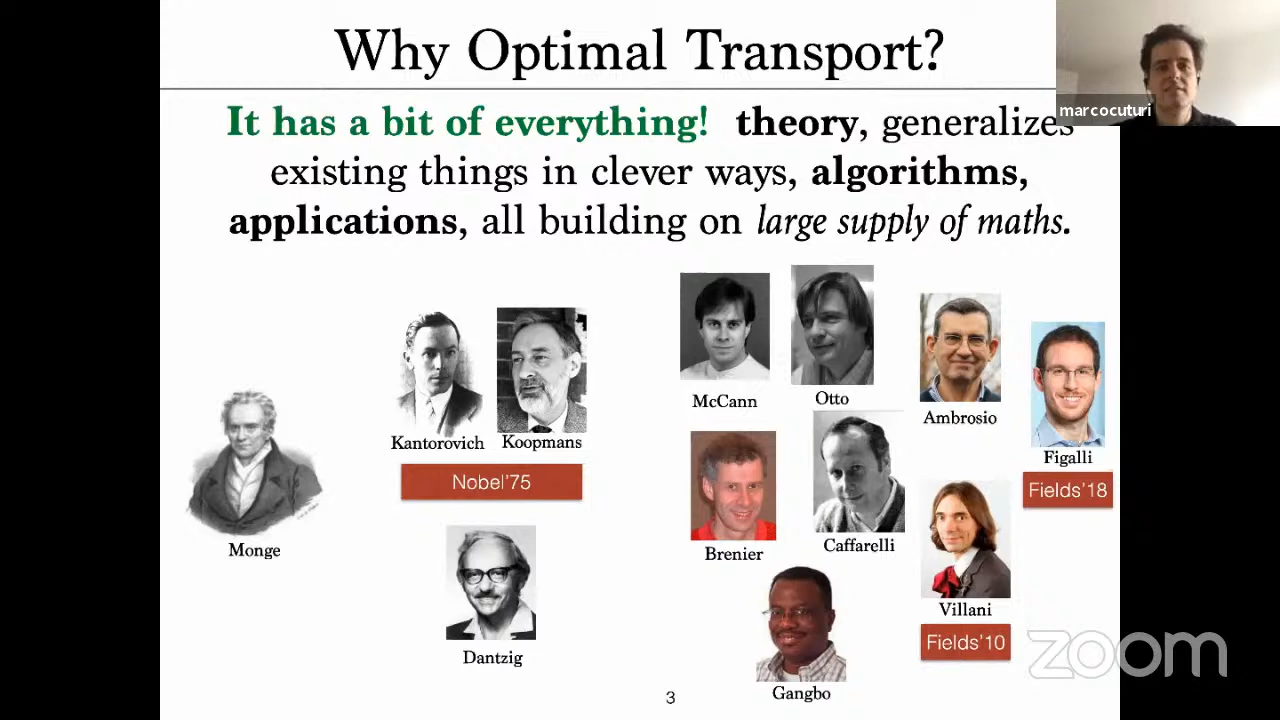 Why Optimal Transport?
marcocuturi
It has a bit of everything! theory, generalizes
existing things in clever ways, algorithms,
applications, all building on large supply of maths.
McCann
Otto
Ambrosio
Kantorovich
Koopmans
Figalli
Nobel'75
Fields'18
Monge
Brenier
Caffarelli
Villani
Dantzig
Fields'10
Gangbo
zoom
3